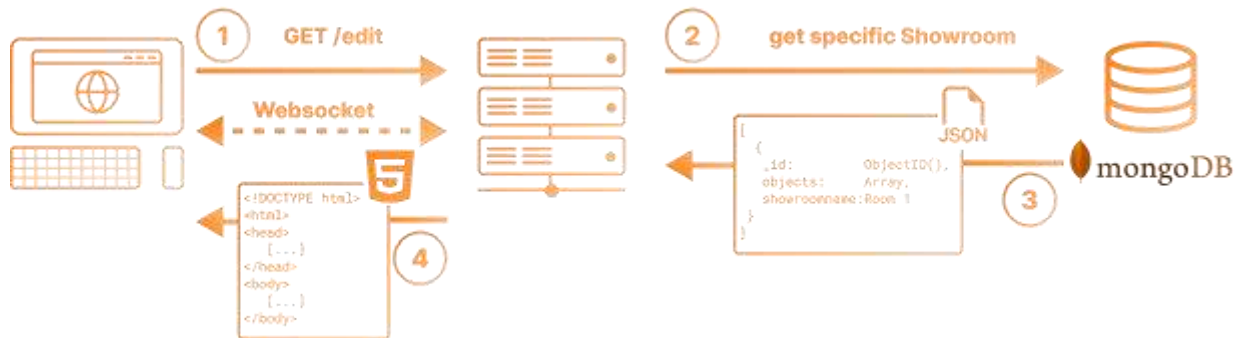 1
GET /edit
2
get specific Showroom
Websocket
JSON
[
{
_id: ObjectID(),
objects: Array,
showroomname:Room 1
}
]
mongoDB
3
5
<!DOCTYPE html>
<html>
<head>
[...]
</head>
<body>
[...]
</body>
4